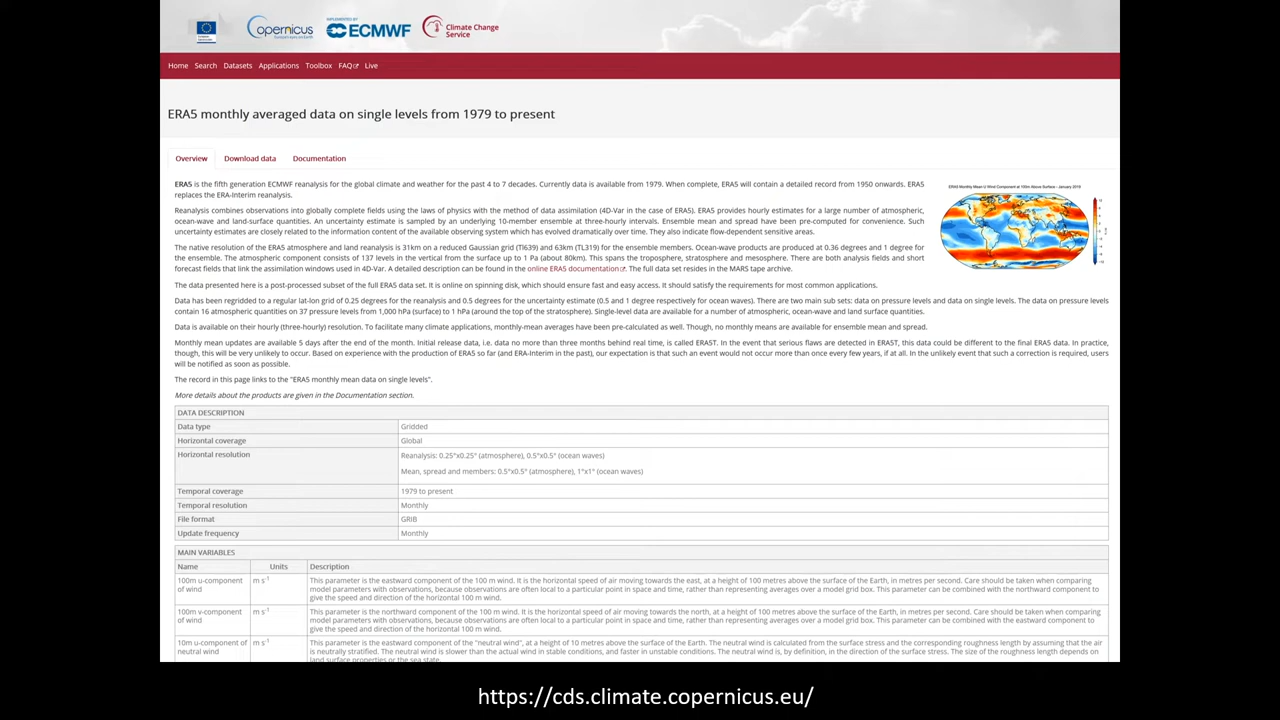 opernicus
Europe's eyes on Earth
IMPLEMENTED BY
ECMWF
Climate Change
Service
Home Search Datasets Applications Toolbox FAQ Live
ERA5 monthly averaged data on single levels from 1979 to present
Overview Download data Documentation
ERA5 is the fifth generation ECMWF reanalysis for the global climate and weather for the past 4 to 7 decades. Currently data is available from 1979. When complete, ERA5 will contain a detailed record from 1950 onwards. ERA5
replaces the ERA-Interim reanalysis.
ERA5 Monthly Mean U Wind Component at 100m Above Surface - January 2019
Reanalysis combines observations into globally complete fields using the laws of physics with the method of data assimilation (4D-Var in the case of ERA5). ERA5 provides hourly estimates for a large number of atmospheric,
ocean-wave and land-surface quantities. An uncertainty estimate is sampled by an underlying 10-member ensemble at three-hourly intervals. Ensemble mean and spread have been pre-computed for convenience. Such
uncertainty estimates are closely related to the information content of the available observing system which has evolved dramatically over time. They also indicate flow-dependent sensitive areas.
The native resolution of the ERA5 atmosphere and land reanalysis is 31km on a reduced Gaussian grid (Tl639) and 63km (TL319) for the ensemble members. Ocean-wave products are produced at 0.36 degrees and 1 degree for
the ensemble. The atmospheric component consists of 137 levels in the vertical from the surface up to 1 Pa (about 80km). This spans the troposphere, stratosphere and mesosphere. There are both analysis fields and short
forecast fields that link the assimilation windows used in 4D-Var. A detailed description can be found in the online ERA5 documentation. The full data set resides in the MARS tape archive.
The data presented here is a post-processed subset of the full ERA5 data set. It is online on spinning disk, which should ensure fast and easy access. It should satisfy the requirements for most common applications.
Data has been regridded to a regular lat-lon grid of 0.25 degrees for the reanalysis and 0.5 degrees for the uncertainty estimate (0.5 and 1 degree respectively for ocean waves). There are two main sub sets: data on pressure levels and data on single levels. The data on pressure levels
contain 16 atmospheric quantities on 37 pressure levels from 1,000 hPa (surface) to 1 hPa (around the top of the stratosphere). Single-level data are available for a number of atmospheric, ocean-wave and land surface quantities.
Data is available on their hourly (three-hourly) resolution. To facilitate many climate applications, monthly-mean averages have been pre-calculated as well. Though, no monthly means are available for ensemble mean and spread.
Monthly mean updates are available 5 days after the end of the month. Initial release data, i.e. data no more than three months behind real time, is called ERA5T. In the event that serious flaws are detected in ERA5T, this data could be different to the final ERA5 data. In practice,
though, this will be very unlikely to occur. Based on experience with the production of ERA5 so far (and ERA-Interim in the past), our expectation is that such an event would not occur more than once every few years, if at all. In the unlikely event that such a correction is required, users
will be notified as soon as possible.
The record in this page links to the "ERA5 monthly mean data on single levels".
More details about the products are given in the Documentation section.
DATA DESCRIPTION
Data type Gridded
Horizontal coverage Global
Horizontal resolution Reanalysis: 0.25°x0.25° (atmosphere), 0.5°x0.5° (ocean waves)
Mean, spread and members: 0.5°x0.5° (atmosphere), 1°x1° (ocean waves)
Temporal coverage 1979 to present
Temporal resolution Monthly
File format GRIB
Update frequency Monthly
MAIN VARIABLES
Name Units Description
100m u-component m s-1 This parameter is the eastward component of the 100 m wind. It is the horizontal speed of air moving towards the east, at a height of 100 metres above the surface of the Earth, in metres per second. Care should be taken when comparing
of wind model parameters with observations, because observations are often local to a particular point in space and time, rather than representing averages over a model grid box. This parameter can be combined with the northward component to
give the speed and direction of the horizontal 100 m wind.
100m v-component m s-1 This parameter is the northward component of the 100 m wind. It is the horizontal speed of air moving towards the north, at a height of 100 metres above the surface of the Earth, in metres per second. Care should be taken when comparing
of wind model parameters with observations, because observations are often local to a particular point in space and time, rather than representing averages over a model grid box. This parameter can be combined with the eastward component to
give the speed and direction of the horizontal 100 m wind.
10m u-component of m s-1 This parameter is the eastward component of the "neutral wind", at a height of 10 metres above the surface of the Earth. The neutral wind is calculated from the surface stress and the corresponding roughness length by assuming that the air
neutral wind is neutrally stratified. The neutral wind is slower than the actual wind in stable conditions, and faster in unstable conditions. The neutral wind is, by definition, in the direction of the surface stress. The size of the roughness length depends on
land surface properties or the sea state.
https://cds.climate.copernicus.eu/